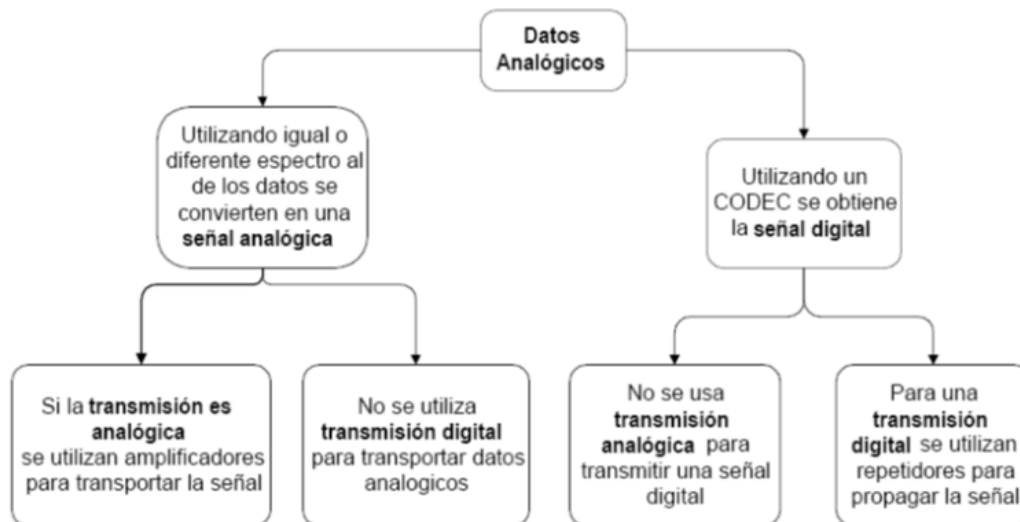 Datos
Analógicos
Utilizando igual o
diferente espectro al
de los datos se
convierten en una
señal analógica
Utilizando un
CODEC se obtiene
la señal digital
Si la transmisión es
analógica
se utilizan amplificadores
para transportar la señal
No se utiliza
transmisión digital
para transportar datos
analogicos
No se usa
transmisión
analógica para
transmitir una señal
digital
Para una
transmisión
digital se utilizan
repetidores para
propagar la señal